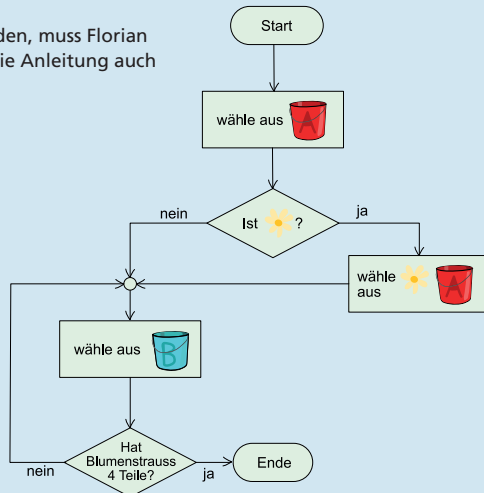 den, muss Florian
ie Anleitung auch
Start
wähle aus A
Ist ?
nein
ja
wähle
aus A
wähle aus B
Hat
Blumenstrauss
4 Teile?
nein
ja
Ende